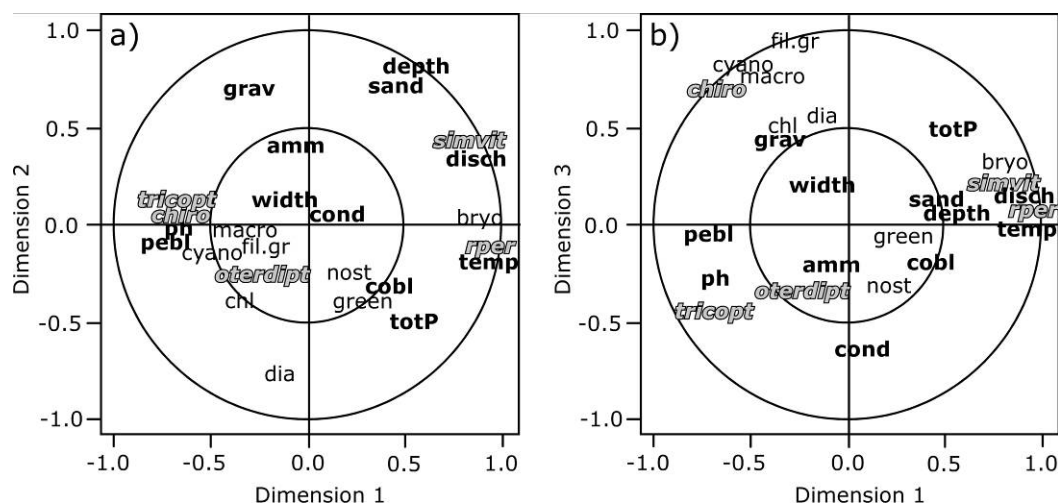 a)
1.0
0.5
0.0
-0.5
-1.0
Dimension 2
depth
sand
grav
simvit
disch
amm
tricopt
width
chiro
cond
bryo
ph
macro
pebl
fil.gr
rper
cyano
temp
oterdipt
nost
cobl
chl
green
totP
dia
-1.0 -0.5 0.0 0.5 1.0
Dimension 1
b)
1.0
0.5
0.0
-0.5
-1.0
Dimension 3
fil.gr
cyano
macro
chiro
dia
chl
totP
grav
bryo
width
simvit
sand
disch
depth
rper
pebl
green
temp
amm
cobl
ph
nost
oterdipt
tricopt
cond
-1.0 -0.5 0.0 0.5 1.0
Dimension 1